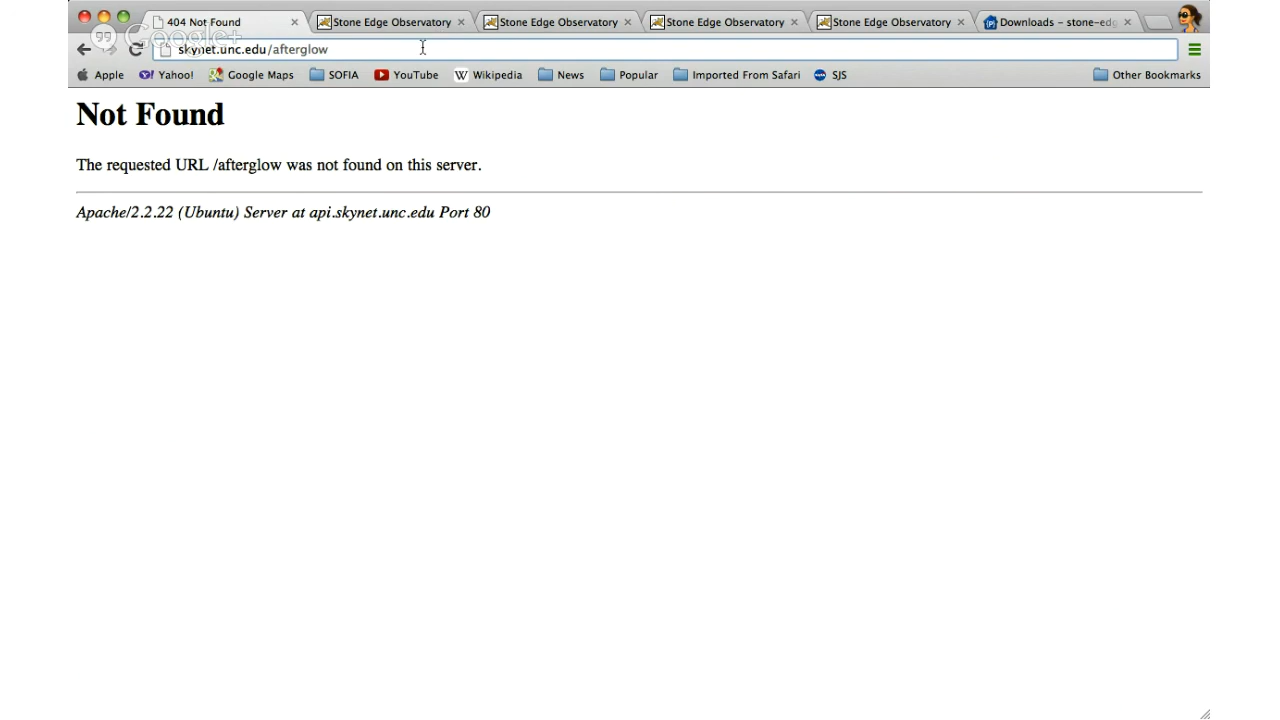 404 Not Found
Stone Edge Observatory
Stone Edge Observatory
Stone Edge Observatory
Stone Edge Observatory
Downloads – stone-edg
Google+
skynet.unc.edu/afterglow
Apple
Yahoo!
Google Maps
SOFIA
YouTube
Wikipedia
News
Popular
Imported From Safari
SJS
Other Bookmarks
Not Found
The requested URL /afterglow was not found on this server.
Apache/2.2.22 (Ubuntu) Server at api.skynet.unc.edu Port 80